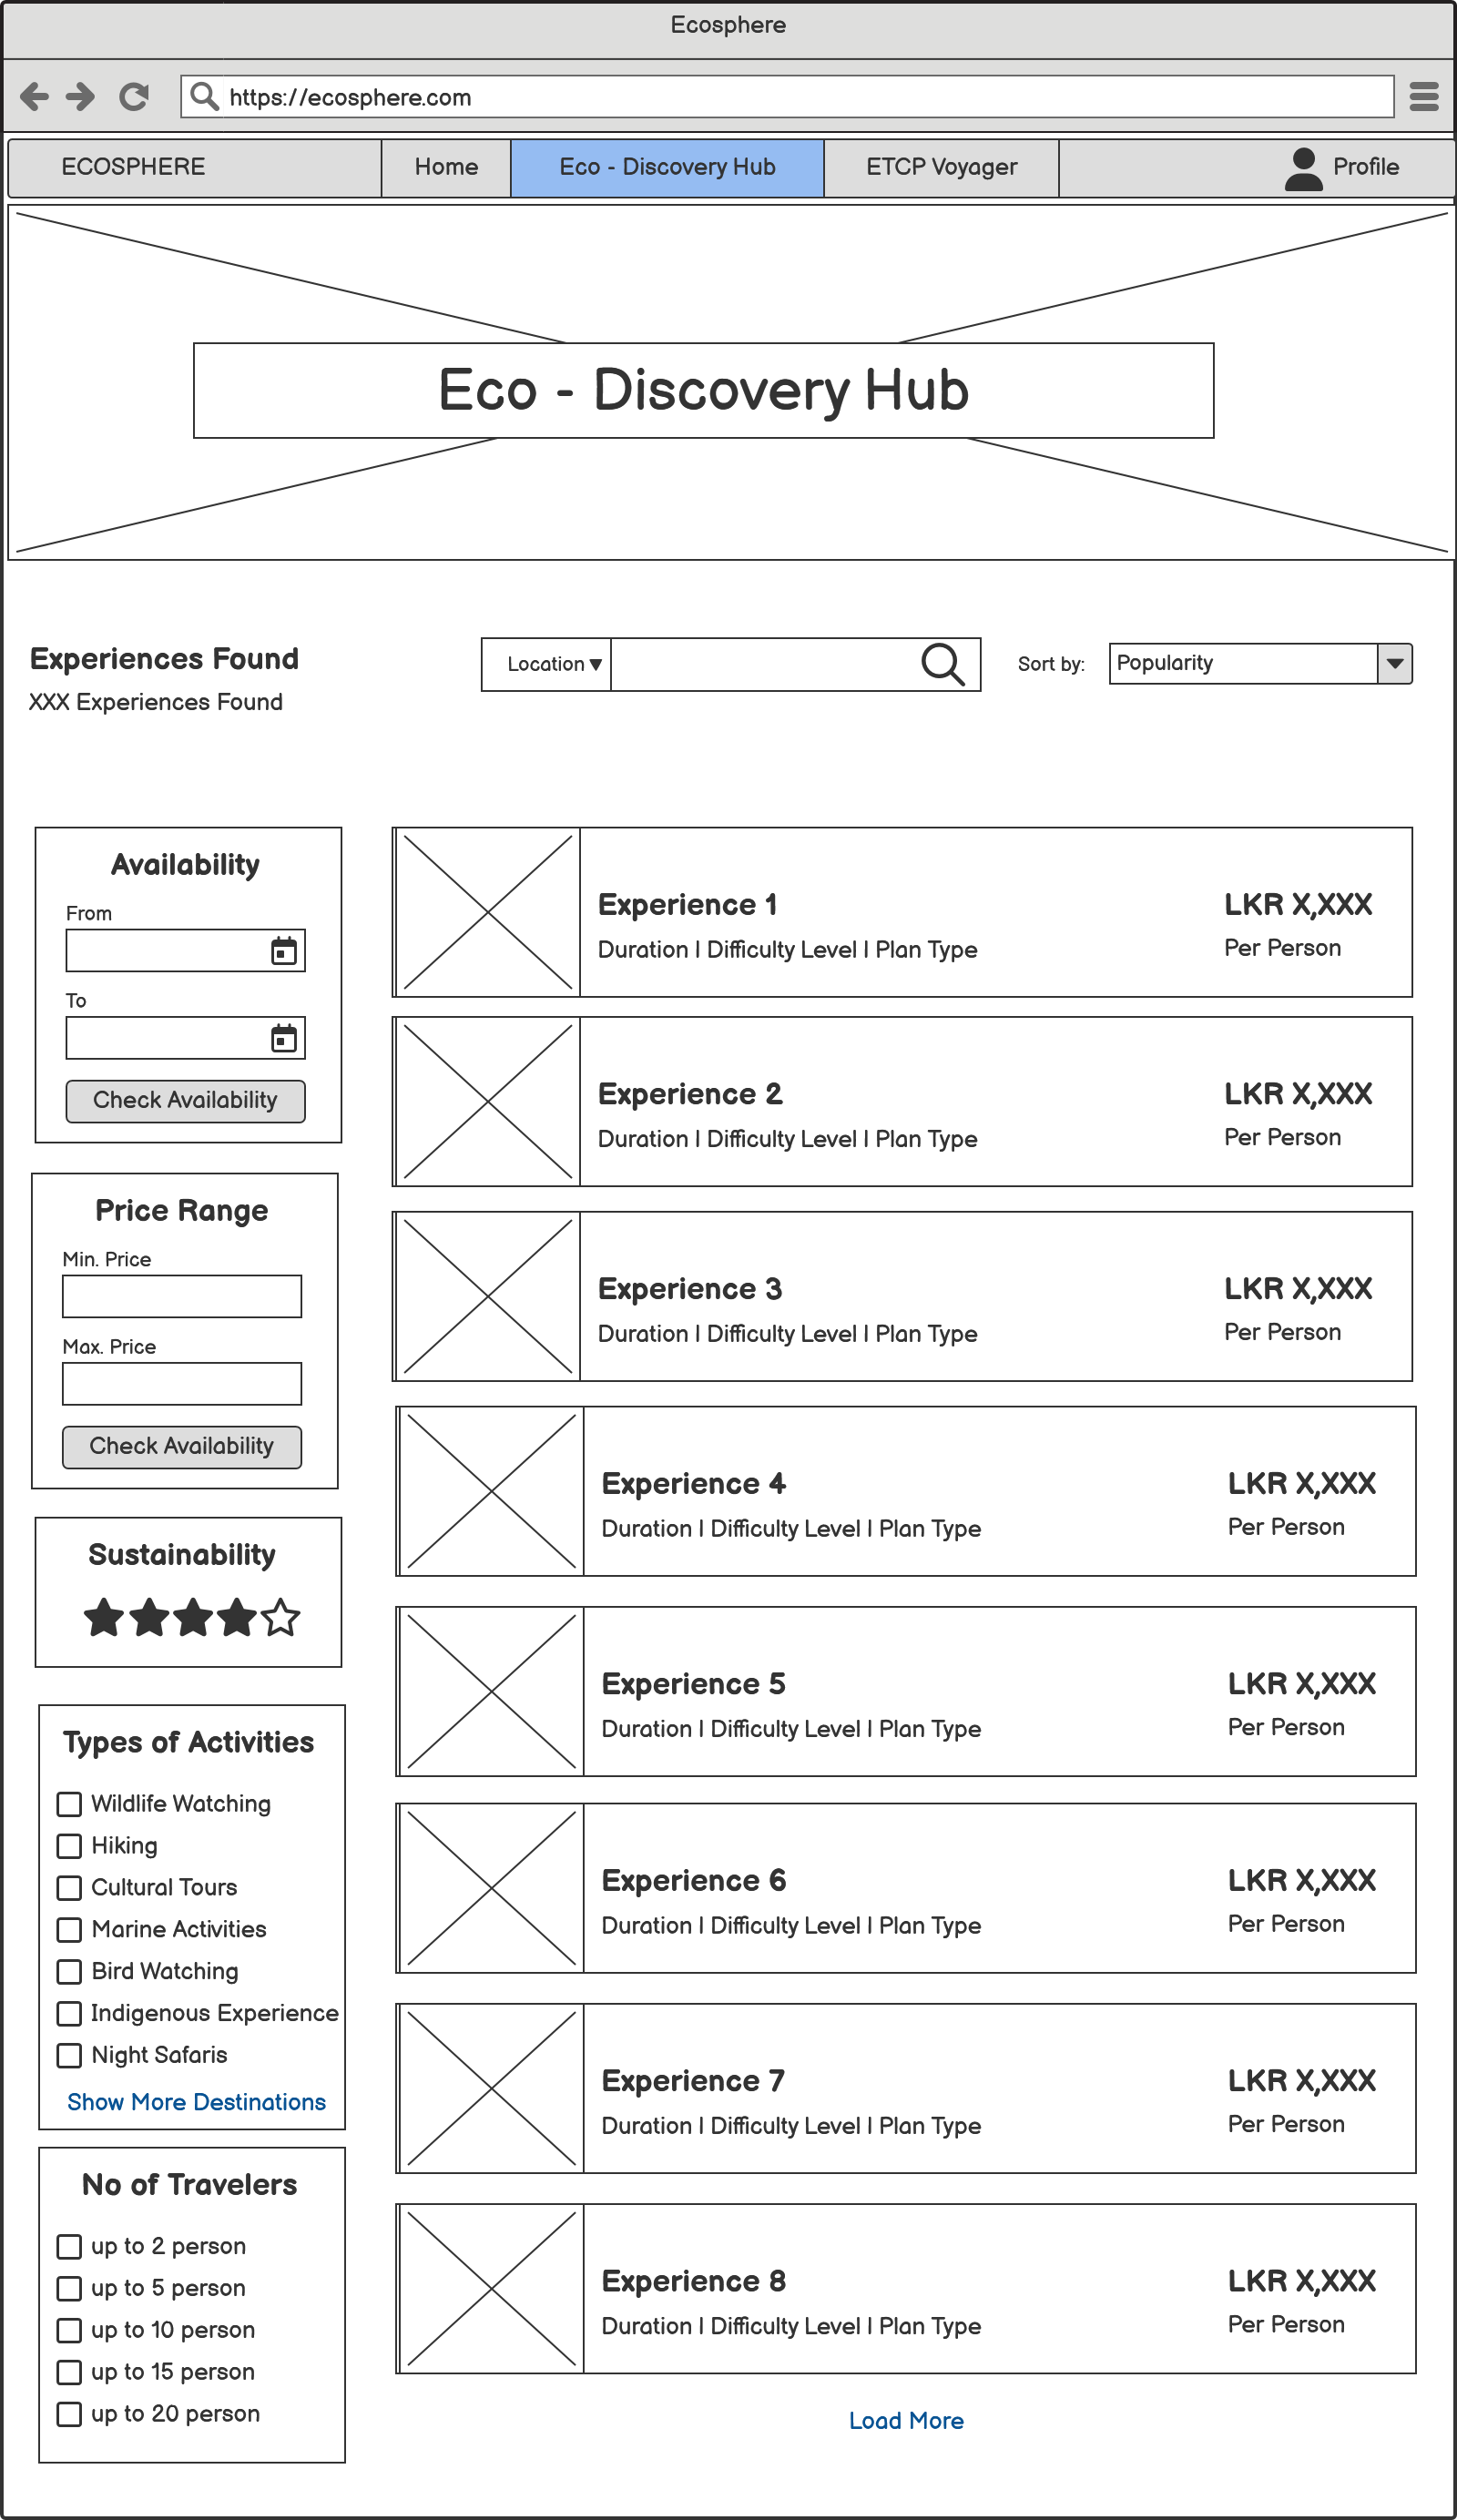 Ecosphere
https://ecosphere.com
ECOSPHERE
Home
Eco - Discovery Hub
ETCP Voyager
Profile
Eco - Discovery Hub
Experiences Found
XXX Experiences Found
Location
Sort by:
Popularity
Availability
From
To
Check Availability
Price Range
Min. Price
Max. Price
Check Availability
Sustainability
Types of Activities
Wildlife Watching
Hiking
Cultural Tours
Marine Activities
Bird Watching
Indigenous Experience
Night Safaris
Show More Destinations
No of Travelers
up to 2 person
up to 5 person
up to 10 person
up to 15 person
up to 20 person
Experience 1
Duration | Difficulty Level | Plan Type
LKR X,XXX
Per Person
Experience 2
Duration | Difficulty Level | Plan Type
LKR X,XXX
Per Person
Experience 3
Duration | Difficulty Level | Plan Type
LKR X,XXX
Per Person
Experience 4
Duration | Difficulty Level | Plan Type
LKR X,XXX
Per Person
Experience 5
Duration | Difficulty Level | Plan Type
LKR X,XXX
Per Person
Experience 6
Duration | Difficulty Level | Plan Type
LKR X,XXX
Per Person
Experience 7
Duration | Difficulty Level | Plan Type
LKR X,XXX
Per Person
Experience 8
Duration | Difficulty Level | Plan Type
LKR X,XXX
Per Person
Load More